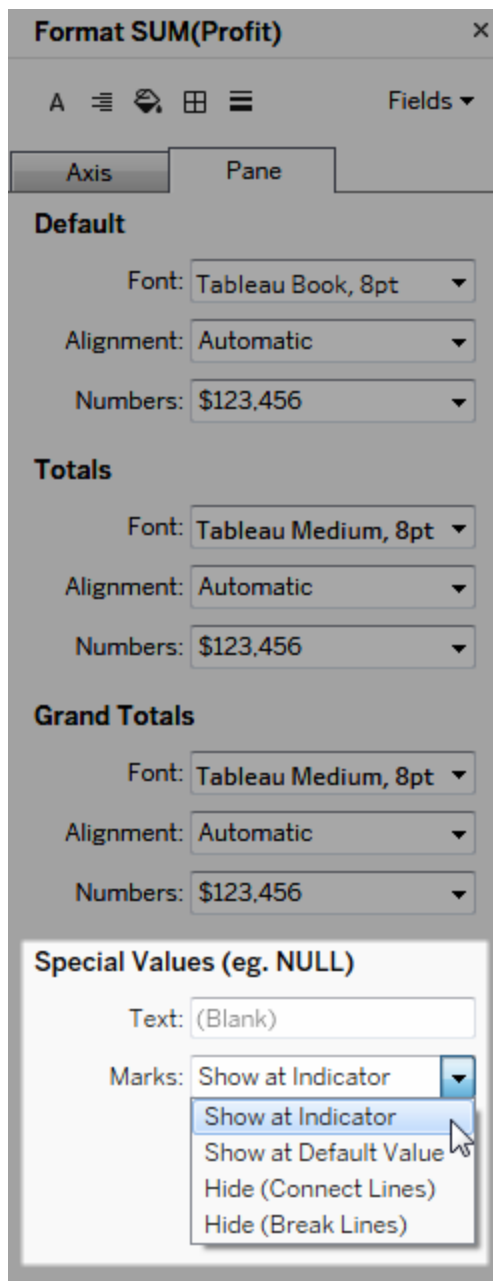 Format SUM(Profit) ×
A Fields
Axis Pane
Default
Font: Tableau Book, 8pt
Alignment: Automatic
Numbers: $123,456
Totals
Font: Tableau Medium, 8pt
Alignment: Automatic
Numbers: $123,456
Grand Totals
Font: Tableau Medium, 8pt
Alignment: Automatic
Numbers: $123,456
Special Values (eg. NULL)
Text: (Blank)
Marks: Show at Indicator
Show at Indicator
Show at Default Value
Hide (Connect Lines)
Hide (Break Lines)